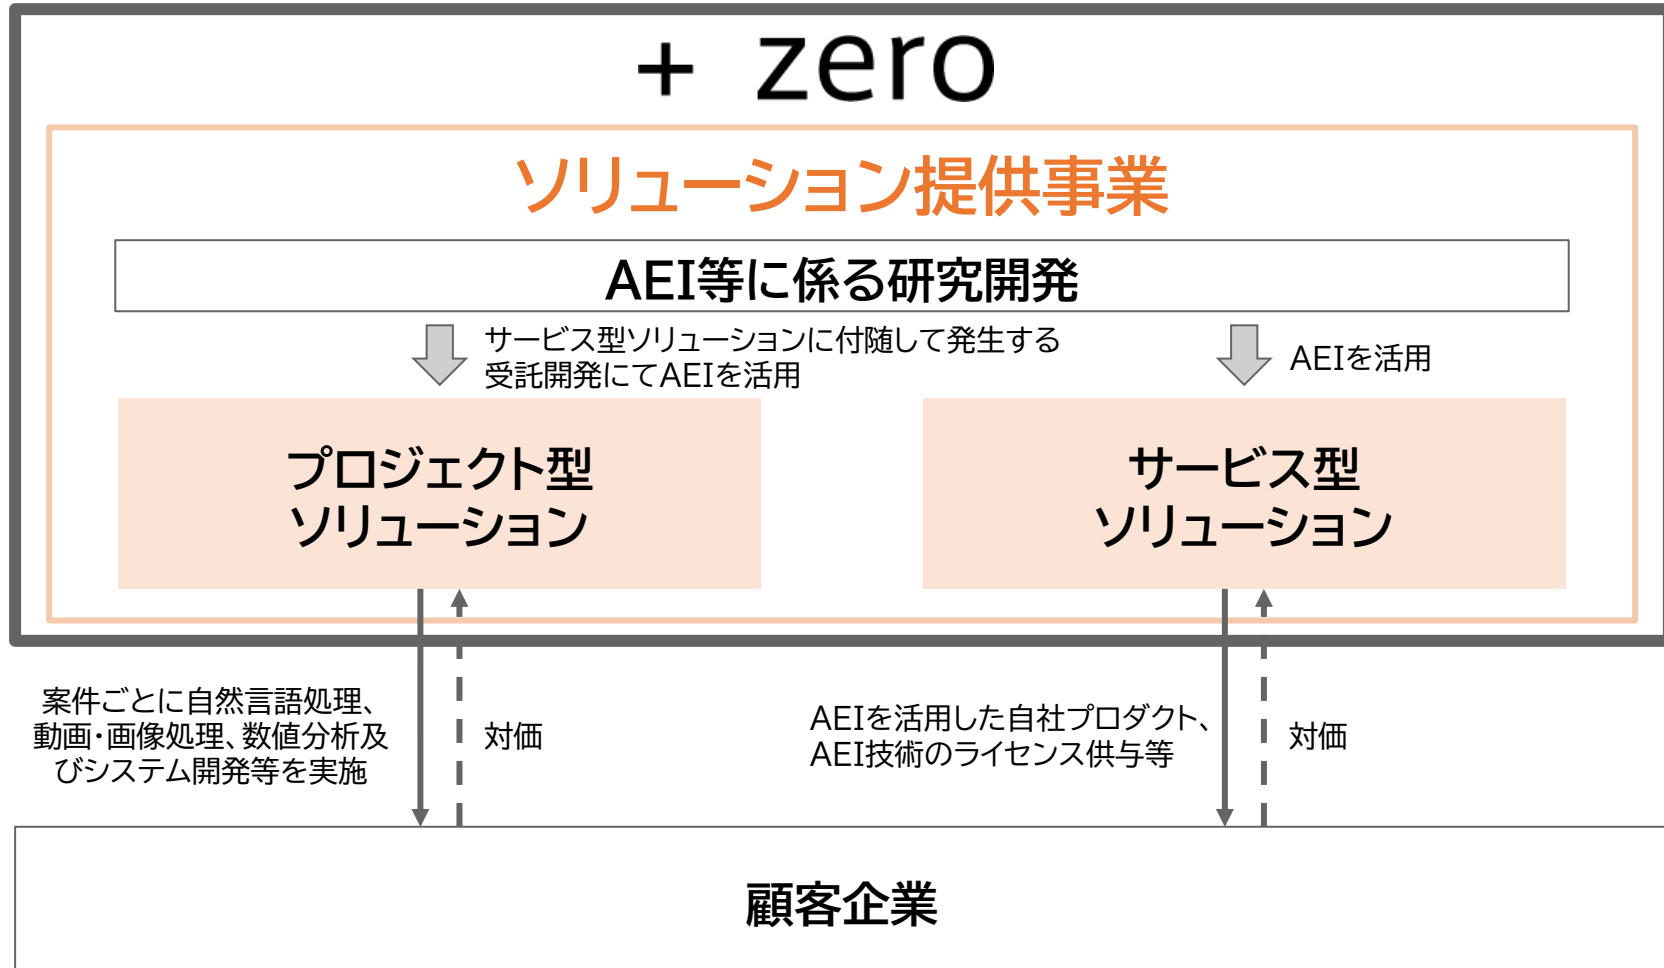 + zero
ソリューション提供事業
AEI等に係る研究開発
サービス型ソリューションに付随して発生する
受託開発にてAEIを活用
AEIを活用
プロジェクト型
ソリューション
サービス型
ソリューション
案件ごとに自然言語処理、
動画・画像処理、数値分析及
びシステム開発等を実施
対価
AEIを活用した自社プロダクト、
AEI技術のライセンス供与等
対価
顧客企業